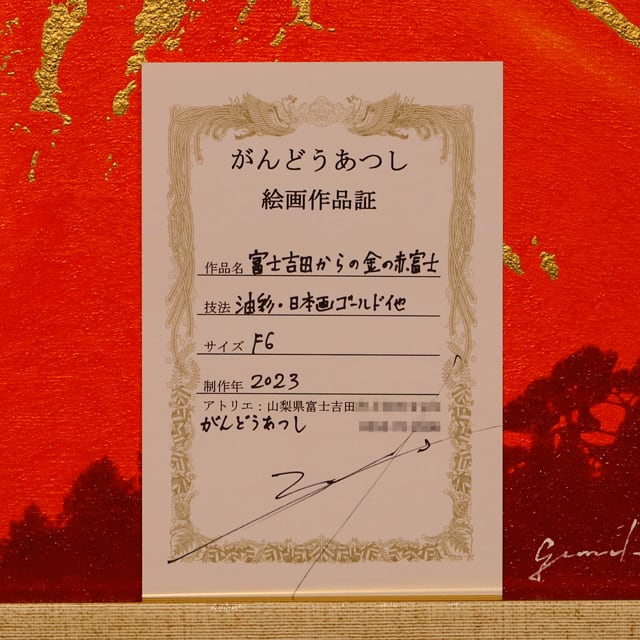 がんどうあつし
絵画作品証
作品名 富士吉田からの金の赤富士
技法 油彩・日本画ゴールド他
サイズ F6
制作年 2023
アトリエ：山梨県富士吉田
がんどうあつし